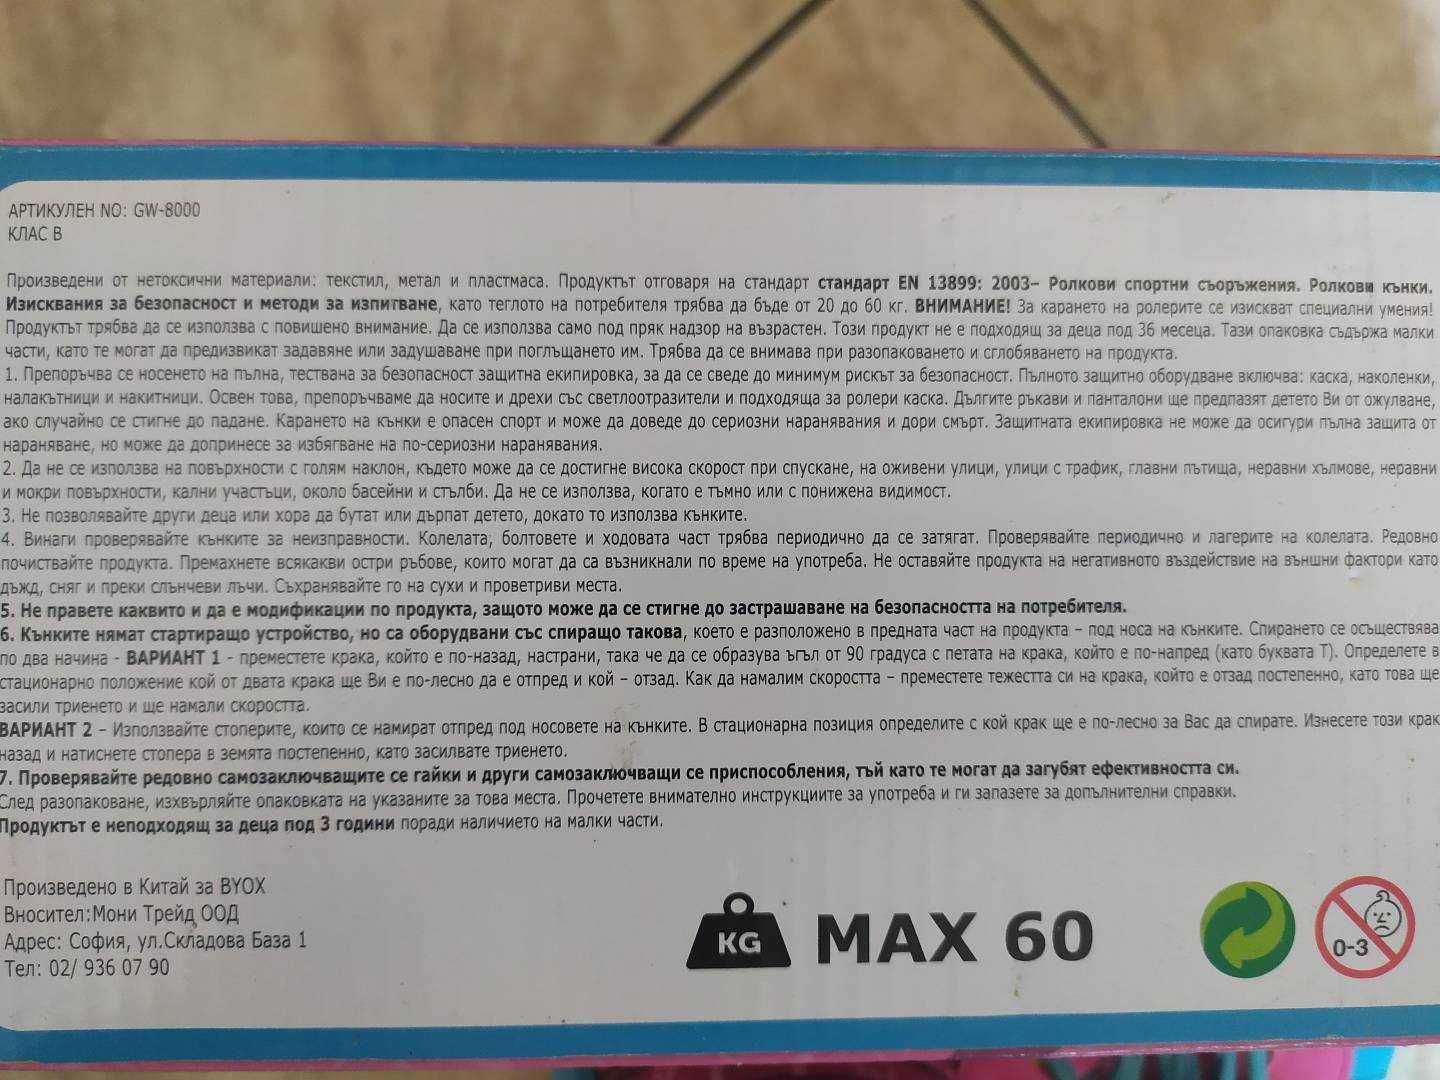 АРТИКУЛЕН NO: GW-8000
КЛАС B
Произведени от нетоксични материали: текстил, метал и пластмаса. Продуктът отговаря на стандарт стандарт EN 13899: 2003– Ролкови спортни съоръжения. Ролкови кънки.
Изисквания за безопасност и методи за изпитване, като теглото на потребителя трябва да бъде от 20 до 60 кг. ВНИМАНИЕ! За карането на ролерите се изискват специални умения!
Продуктът трябва да се използва с повишено внимание. Да се използва само под пряк надзор на възрастен. Този продукт не е подходящ за деца под 36 месеца. Тази опаковка съдържа малки
части, като те могат да предизвикат задавяне или задушаване при поглъщането им. Трябва да се внимава при разопаковането и сглобяването на продукта.
1. Препоръчва се носенето на пълна, тествана за безопасност защитна екипировка, за да се сведе до минимум рискът за безопасност. Пълното защитно оборудване включва: каска, наколенки,
налакътници и накитници. Освен това, препоръчваме да носите и дрехи със светлоотразители и подходяща за ролери каска. Дългите ръкави и панталони ще предпазят детето Ви от ожулване,
ако случайно се стигне до падане. Карането на кънки е опасен спорт и може да доведе до сериозни наранявания и дори смърт. Защитната екипировка не може да осигури пълна защита от
нараняване, но може да допринесе за избягване на по-сериозни наранявания.
2. Да не се използва на повърхности с голям наклон, където може да се достигне висока скорост при спускане, на оживени улици, улици с трафик, главни пътища, неравни хълмове, неравни
и мокри повърхности, кални участъци, около басейни и стълби. Да не се използва, когато е тъмно или с понижена видимост.
3. Не позволявайте други деца или хора да бутат или дърпат детето, докато то използва кънките.
4. Винаги проверявайте кънките за неизправности. Колелата, болтовете и ходовата част трябва периодично да се затягат. Проверявайте периодично и лагерите на колелата. Редовно
почиствайте продукта. Премахнете всякакви остри ръбове, които могат да са възникнали по време на употреба. Не оставяйте продукта на негативното въздействие на външни фактори като
дъжд, сняг и преки слънчеви лъчи. Съхранявайте го на сухи и проветриви места.
5. Не правете каквито и да е модификации по продукта, защото може да се стигне до застрашаване на безопасността на потребителя.
6. Кънките нямат стартиращо устройство, но са оборудвани със спиращо такова, което е разположено в предната част на продукта – под носа на кънките. Спирането се осъществява
по два начина - ВАРИАНТ 1 - преместете крака, който е по-назад, настрани, така че да се образува ъгъл от 90 градуса с петата на крака, който е по-напред (като буквата Т). Определете в
стационарно положение кой от двата крака ще Ви е по-лесно да е отпред и кой – отзад. Как да намалим скоростта – преместете тежестта си на крака, който е отзад постепенно, като това ще
засили триенето и ще намали скоростта.
ВАРИАНТ 2 – Използвайте стоперите, които се намират отпред под носовете на кънките. В стационарна позиция определите с кой крак ще е по-лесно за Вас да спирате. Изнесете този крак
назад и натиснете стопера в земята постепенно, като засилвате триенето.
7. Проверявайте редовно самозаключващите се гайки и други самозаключващи се приспособления, тъй като те могат да загубят ефективността си.
След разопаковане, изхвърляйте опаковката на указаните за това места. Прочетете внимателно инструкциите за употреба и ги запазете за допълнителни справки.
Продуктът е неподходящ за деца под 3 години поради наличието на малки части.
Произведено в Китай за BYOX
Вносител:Мони Трейд ООД
Адрес: София, ул.Складова База 1
Тел: 02/ 936 07 90
KG MAX 60
0-3